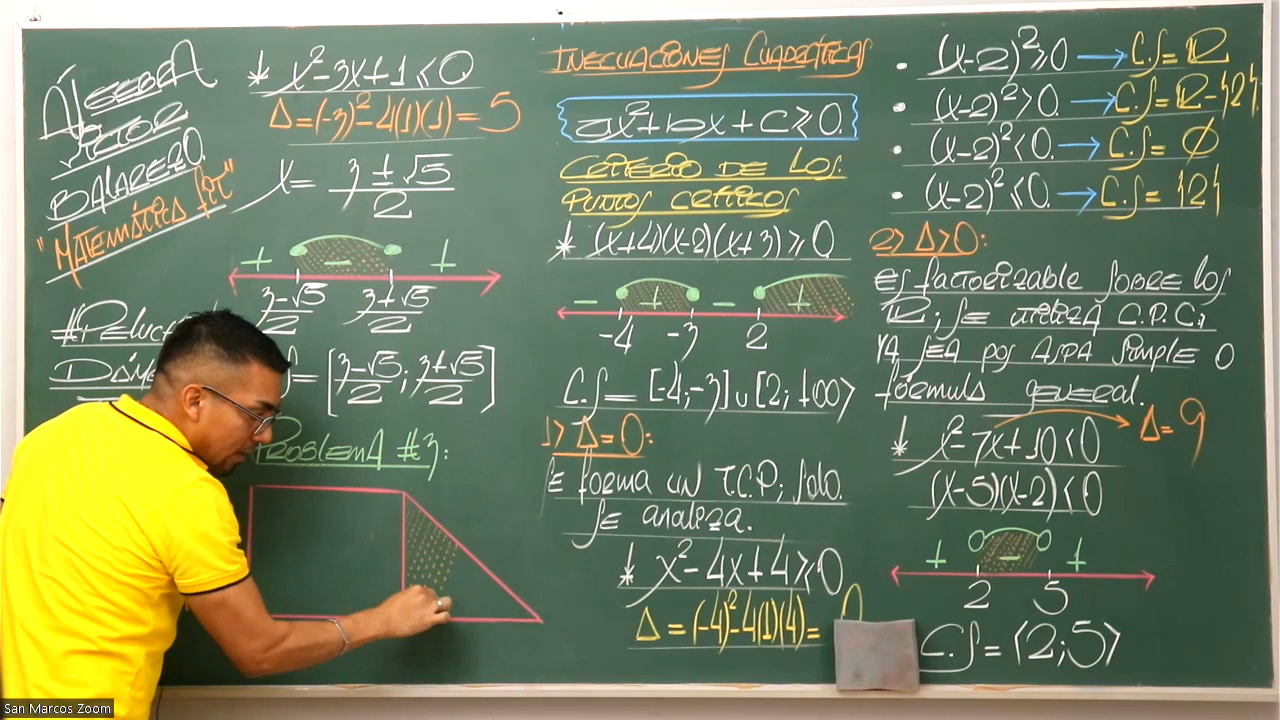 ÁLGEBRA
VÍCTOR
BALAREZO.
"MATEMÁTICA FIT"
* x²-3x+1≤0
Δ=(-3)²-4(1)(1)=5
x= 3±√5/2
+ - +
3-√5/2 3+√5/2
=[3-√5/2; 3+√5/2]
PROBLEMA #3:
INECUACIONES CUADRÁTICAS
ax²+bx+c≥0.
CRITERIO DE LOS
PUNTOS CRÍTICOS
* (x+4)(x-2)(x+3)≥0
- + - +
-4 -3 2
C.S=[-4;-3]∪[2;+∞⟩
1> Δ=0:
SE FORMA UN T.C.P; SOLO
SE ANALIZA.
* x²-4x+4≥0
Δ=(-4)²-4(1)(4)=0
• (x-2)²≥0 → C.S=ℝ
• (x-2)²>0. → C.S=ℝ-{2}.
• (x-2)²<0. → C.S=∅
• (x-2)²≤0. → C.S={2}
2> Δ>0:
ES FACTORIZABLE SOBRE LOS
ℝ; SE UTILIZA C.P.C;
YA SEA POR ASPA SIMPLE O
FÓRMULA GENERAL.
* x²-7x+10<0 → Δ=9
(x-5)(x-2)<0
+ - +
2 5
C.S=⟨2;5⟩
San Marcos Zoom